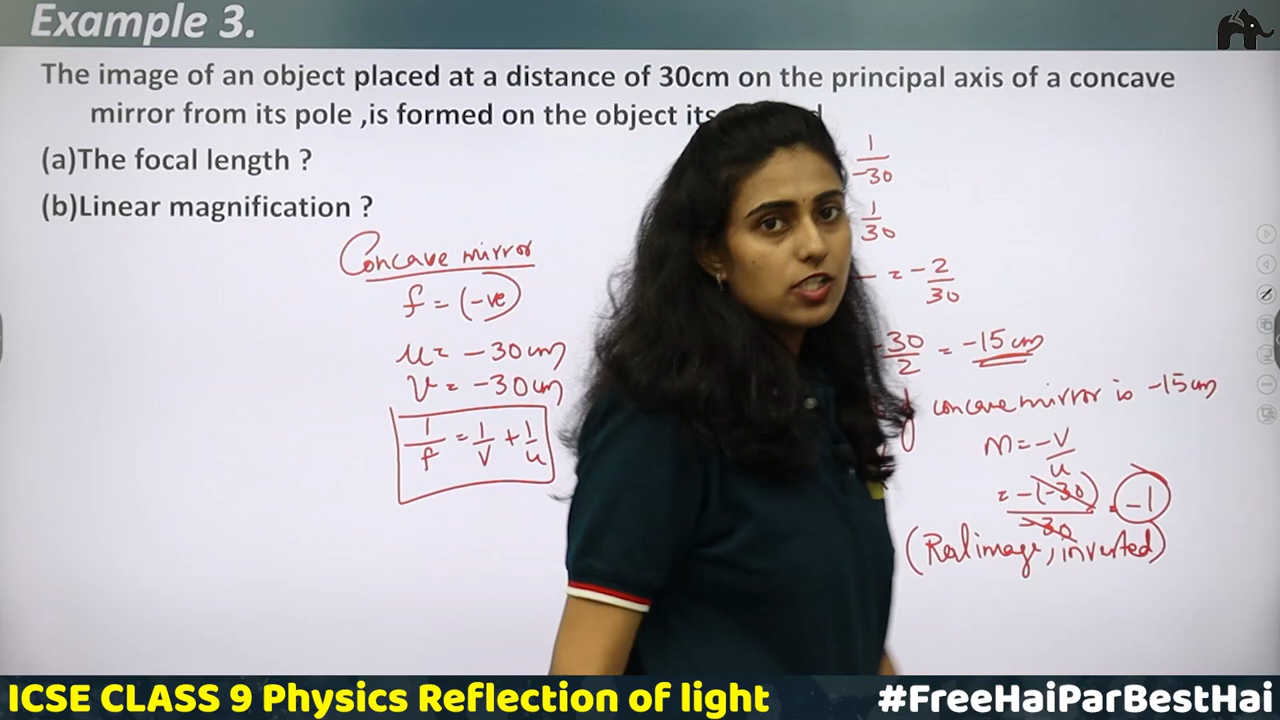 Example 3.
The image of an object placed at a distance of 30cm on the principal axis of a concave
mirror from its pole ,is formed on the object its
(a)The focal length ?
(b)Linear magnification ?
Concave mirror
f = (-ve)
u = -30cm
v = -30cm
1/f = 1/v + 1/u
1/-30
1/30
= -2/30
-30/2 = -15 cm
concave mirror is -15cm
m = -v/u
= -(-30)/-30 = -1
(Real image, inverted)
ICSE CLASS 9 Physics Reflection of light
#FreeHaiParBestHai